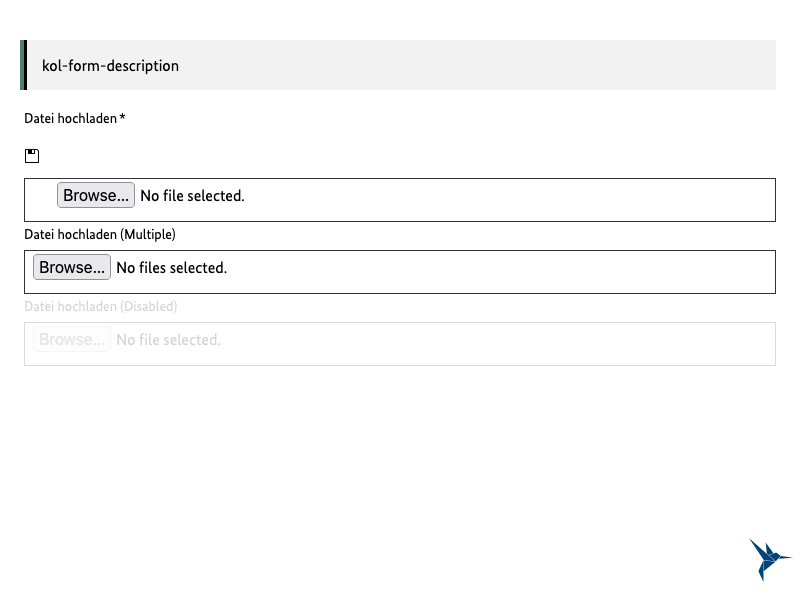 kol-form-description
Datei hochladen *
Browse... No file selected.
Datei hochladen (Multiple)
Browse... No files selected.
Datei hochladen (Disabled)
Browse... No file selected.